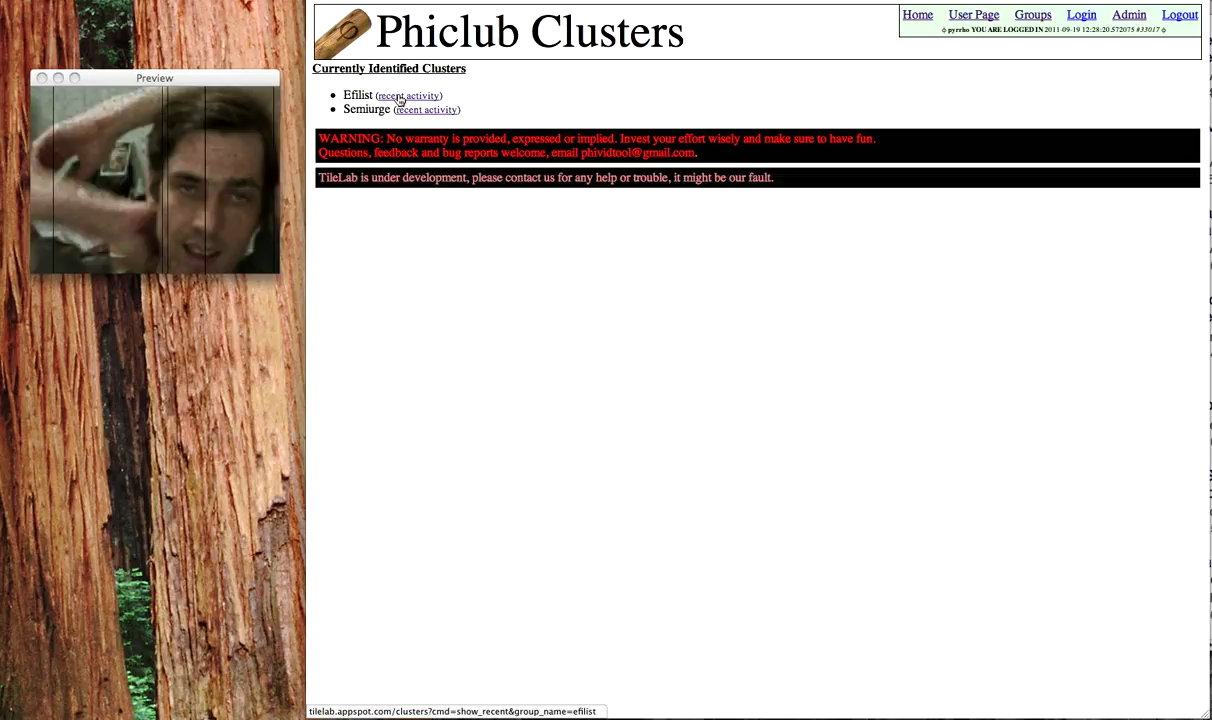 Phiclub Clusters
Home User Page Groups Login Admin Logout
ϕ pyrrho YOU ARE LOGGED IN 2011-09-19 12:28:20.572075 #33017 ϕ
Preview
Currently Identified Clusters
Efilist (recent activity)
Semiurge (recent activity)
WARNING: No warranty is provided, expressed or implied. Invest your effort wisely and make sure to have fun.
Questions, feedback and bug reports welcome, email phividtool@gmail.com.
TileLab is under development, please contact us for any help or trouble, it might be our fault.
tilelab.appspot.com/clusters?cmd=show_recent&group_name=efilist